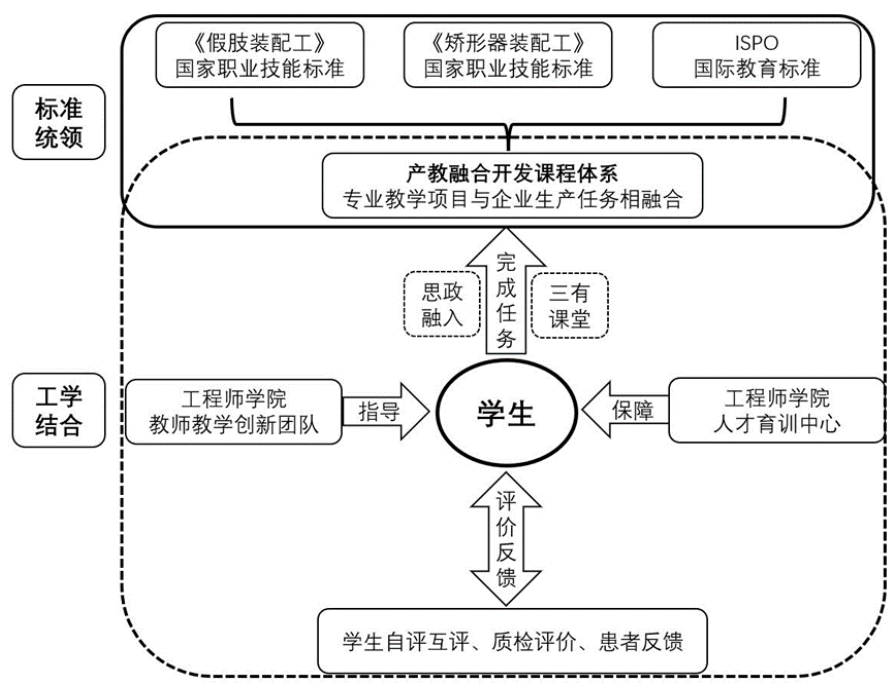 《假肢装配工》
国家职业技能标准
《矫形器装配工》
国家职业技能标准
ISPO
国际教育标准
标准
统领
产教融合开发课程体系
专业教学项目与企业生产任务相融合
思政
融入
完成任务
三有
课堂
工学
结合
工程师学院
教师教学创新团队
指导
学生
保障
工程师学院
人才育训中心
评价反馈
学生自评互评、质检评价、患者反馈